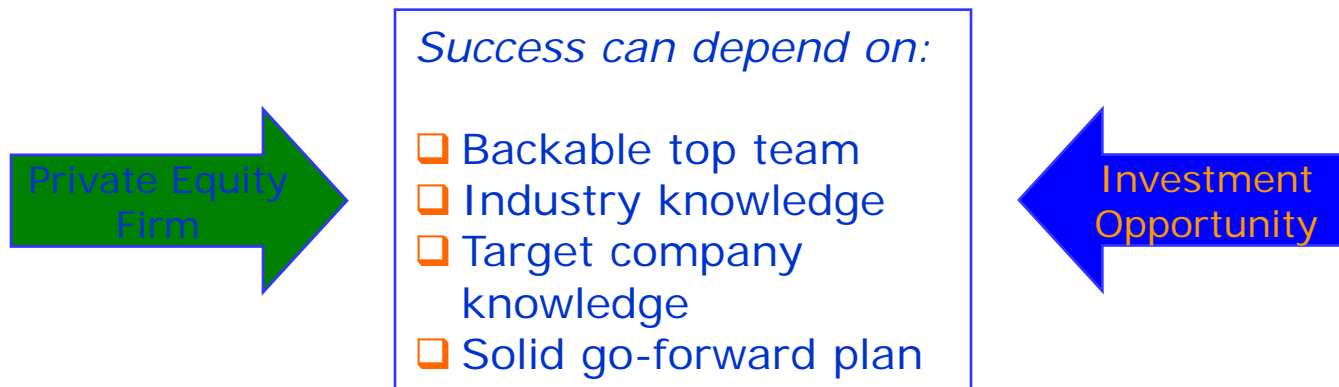 Success can depend on:
Private Equity
Firm
❑ Backable top team
❑ Industry knowledge
❑ Target company
knowledge
❑ Solid go-forward plan
Investment
Opportunity